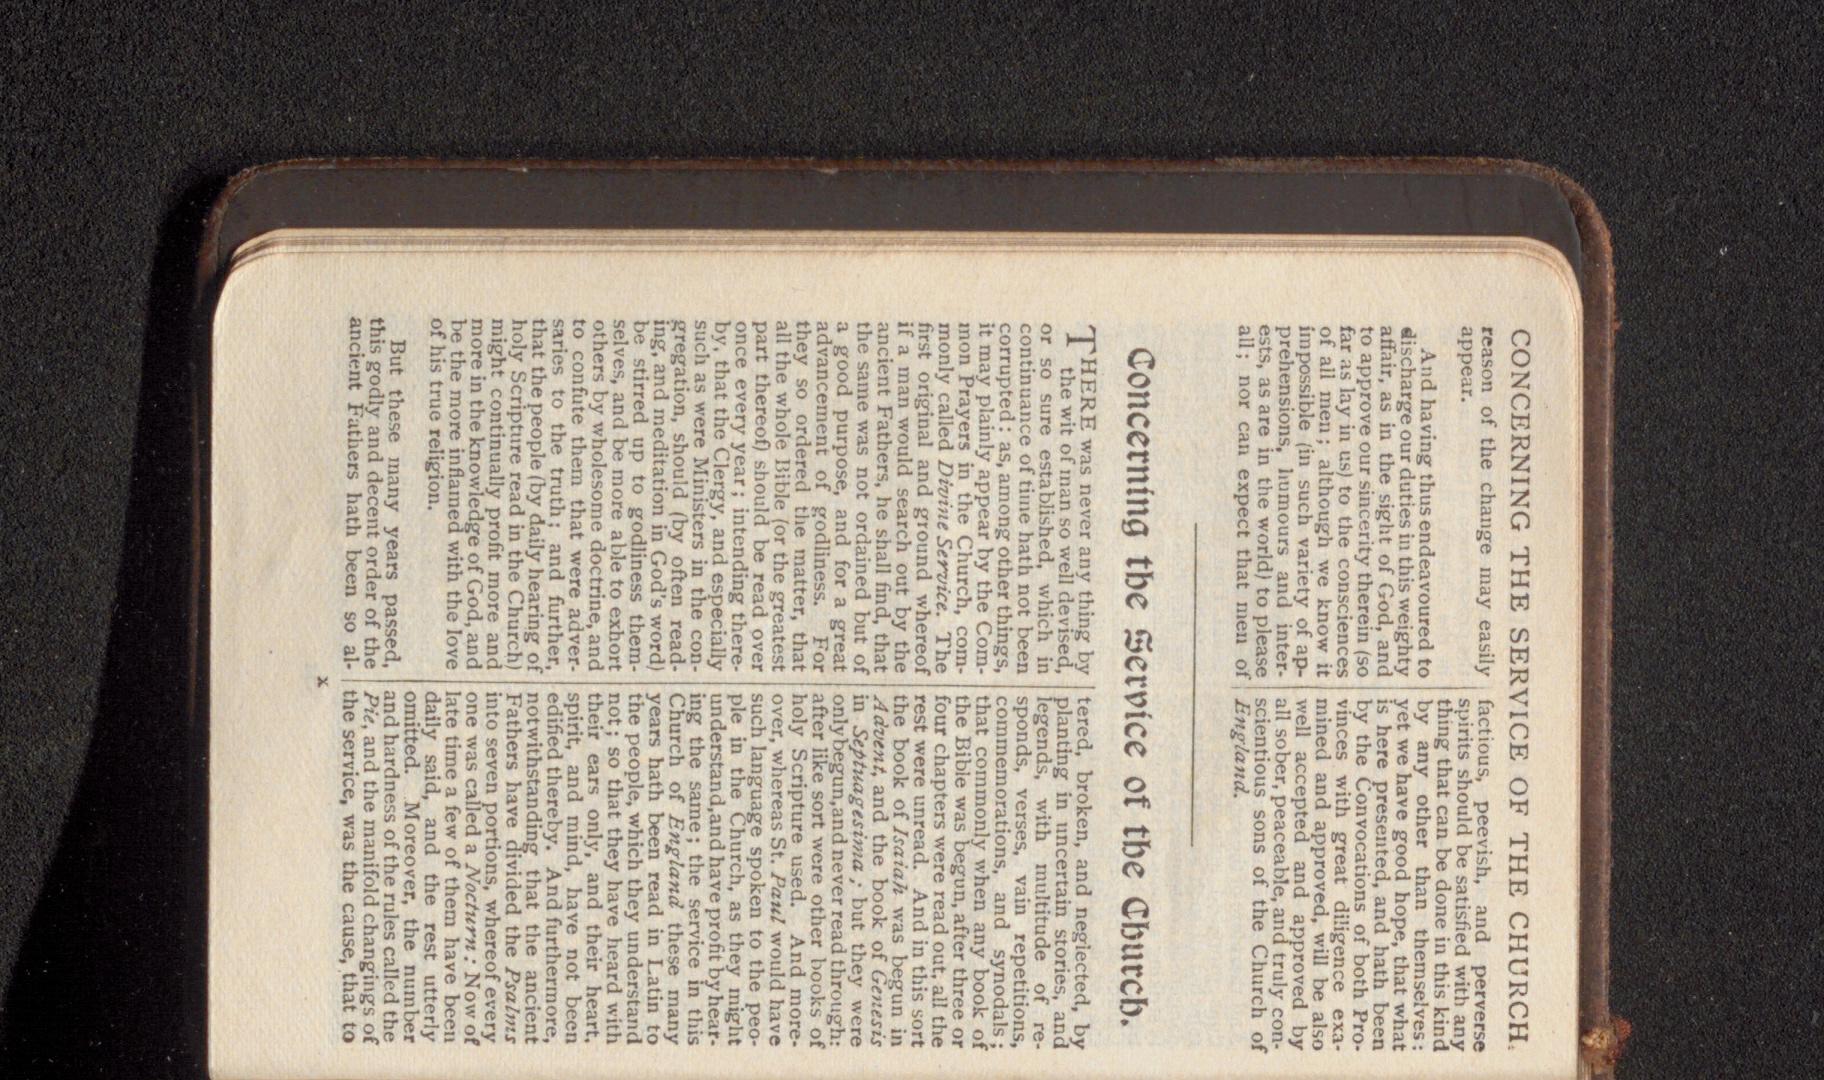 CONCERNING THE SERVICE OF THE CHURCH.
reason of the change may easily
appear.
And having thus endeavoured to
discharge our duties in this weighty
affair, as in the sight of God, and
to approve our sincerity therein (so
far as lay in us) to the consciences
of all men; although we know it
impossible (in such variety of ap-
prehensions, humours and inter-
ests, as are in the world) to please
all; nor can expect that men of
factious, peevish, and perverse
spirits should be satisfied with any
thing that can be done in this kind
by any other than themselves:
yet we have good hope, that what
is here presented, and hath been
by the Convocations of both Pro-
vinces with great diligence exa-
mined and approved, will be also
well accepted and approved by
all sober, peaceable, and truly con-
scientious sons of the Church of
England.
Concerning the Service of the Church.
THERE was never any thing by
the wit of man so well devised,
or so sure established, which in
continuance of time hath not been
corrupted: as, among other things,
it may plainly appear by the Com-
mon Prayers in the Church, com-
monly called Divine Service. The
first original and ground whereof
if a man would search out by the
ancient Fathers, he shall find, that
the same was not ordained but of
a good purpose, and for a great
advancement of godliness. For
they so ordered the matter, that
all the whole Bible (or the greatest
part thereof) should be read over
once every year; intending there-
by, that the Clergy, and especially
such as were Ministers in the con-
gregation, should (by often read-
ing, and meditation in God's word)
be stirred up to godliness them-
selves, and be more able to exhort
others by wholesome doctrine, and
to confute them that were adver-
saries to the truth; and further,
that the people (by daily hearing of
holy Scripture read in the Church)
might continually profit more and
more in the knowledge of God, and
be the more inflamed with the love
of his true religion.
But these many years passed,
this godly and decent order of the
ancient Fathers hath been so al-
tered, broken, and neglected, by
planting in uncertain stories, and
legends, with multitude of re-
sponds, verses, vain repetitions,
commemorations, and synodals;
that commonly when any book of
the Bible was begun, after three or
four chapters were read out, all the
rest were unread. And in this sort
the book of Isaiah was begun in
Advent, and the book of Genesis
in Septuagesima; but they were
only begun, and never read through:
after like sort were other books of
holy Scripture used. And more-
over, whereas St. Paul would have
such language spoken to the peo-
ple in the Church, as they might
understand, and have profit by hear-
ing the same; the service in this
Church of England these many
years hath been read in Latin to
the people, which they understand
not; so that they have heard with
their ears only, and their heart,
spirit, and mind, have not been
edified thereby. And furthermore,
notwithstanding that the ancient
Fathers have divided the Psalms
into seven portions, whereof every
one was called a Nocturn: Now of
late time a few of them have been
daily said, and the rest utterly
omitted. Moreover, the number
and hardness of the rules called the
Pie, and the manifold changings of
the service, was the cause, that to
x